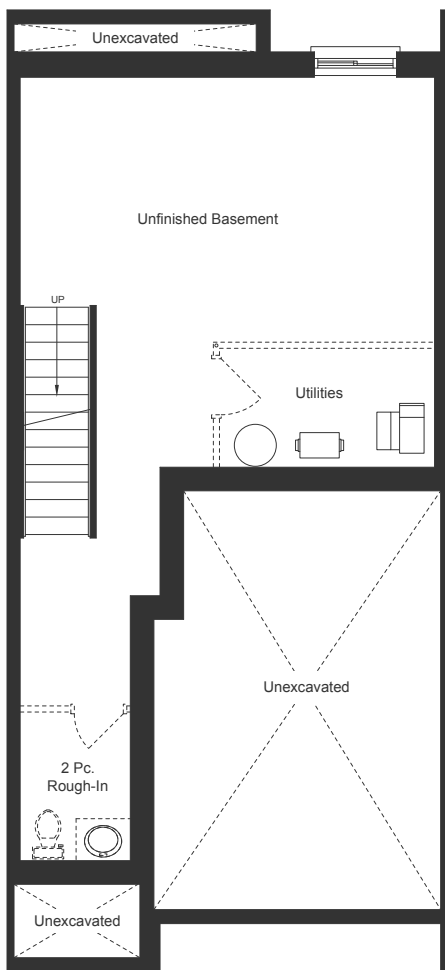 Unexcavated
Unfinished Basement
UP
Utilities
Unexcavated
2 Pc.
Rough-In
Unexcavated